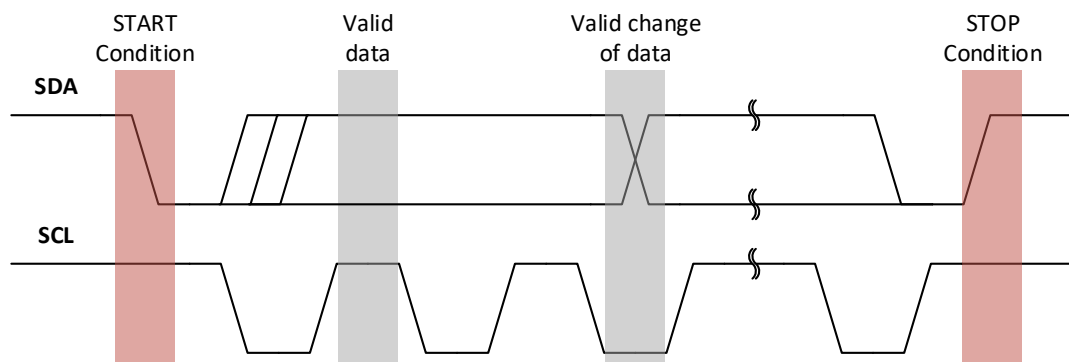 START
Condition
Valid
data
Valid change
of data
STOP
Condition
SDA
SCL